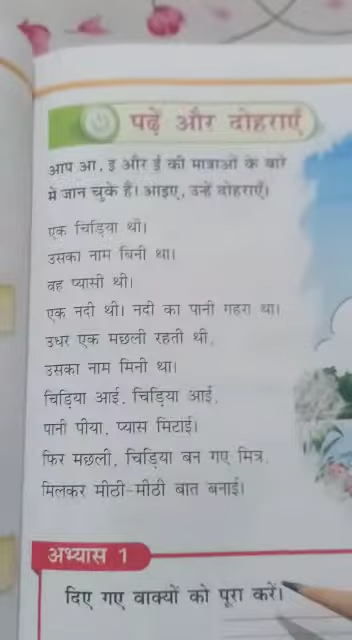 पढ़ें और दोहराएँ
आप आ, इ और ई की मात्राओं के बारे
में जान चुके हैं। आइए, उन्हें दोहराएँ।
एक चिड़िया थी।
उसका नाम बिनी था।
वह प्यासी थी।
एक नदी थी। नदी का पानी गहरा था।
उधर एक मछली रहती थी,
उसका नाम मिनी था।
चिड़िया आई, चिड़िया आई,
पानी पीया, प्यास मिटाई।
फिर मछली, चिड़िया बन गए मित्र,
मिलकर मीठी-मीठी बात बनाई।
अभ्यास 1
दिए गए वाक्यों को पूरा करें।